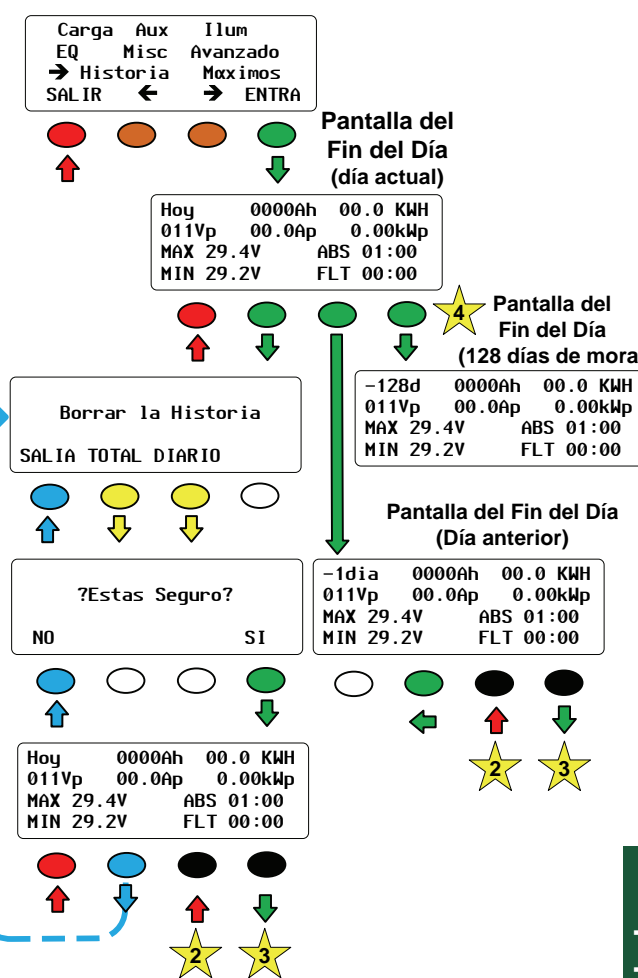 Carga Aux Ilum
EQ Misc Avanzado
➔ Historia Mαximos
SALIR ← ➔ ENTRA
Pantalla del
Fin del Día
(día actual)
Hoy 0000Ah 00.0 KWH
011Vp 00.0Ap 0.00kWp
MAX 29.4V ABS 01:00
MIN 29.2V FLT 00:00
4
Pantalla del
Fin del Día
(128 días de mora
-128d 0000Ah 00.0 KWH
011Vp 00.0Ap 0.00kWp
MAX 29.4V ABS 01:00
MIN 29.2V FLT 00:00
Borrar la Historia
SALIA TOTAL DIARIO
Pantalla del Fin del Día
(Día anterior)
-1dia 0000Ah 00.0 KWH
011Vp 00.0Ap 0.00kWp
MAX 29.4V ABS 01:00
MIN 29.2V FLT 00:00
2
3
?Estas Seguro?
NO SI
Hoy 0000Ah 00.0 KWH
011Vp 00.0Ap 0.00kWp
MAX 29.4V ABS 01:00
MIN 29.2V FLT 00:00
2
3